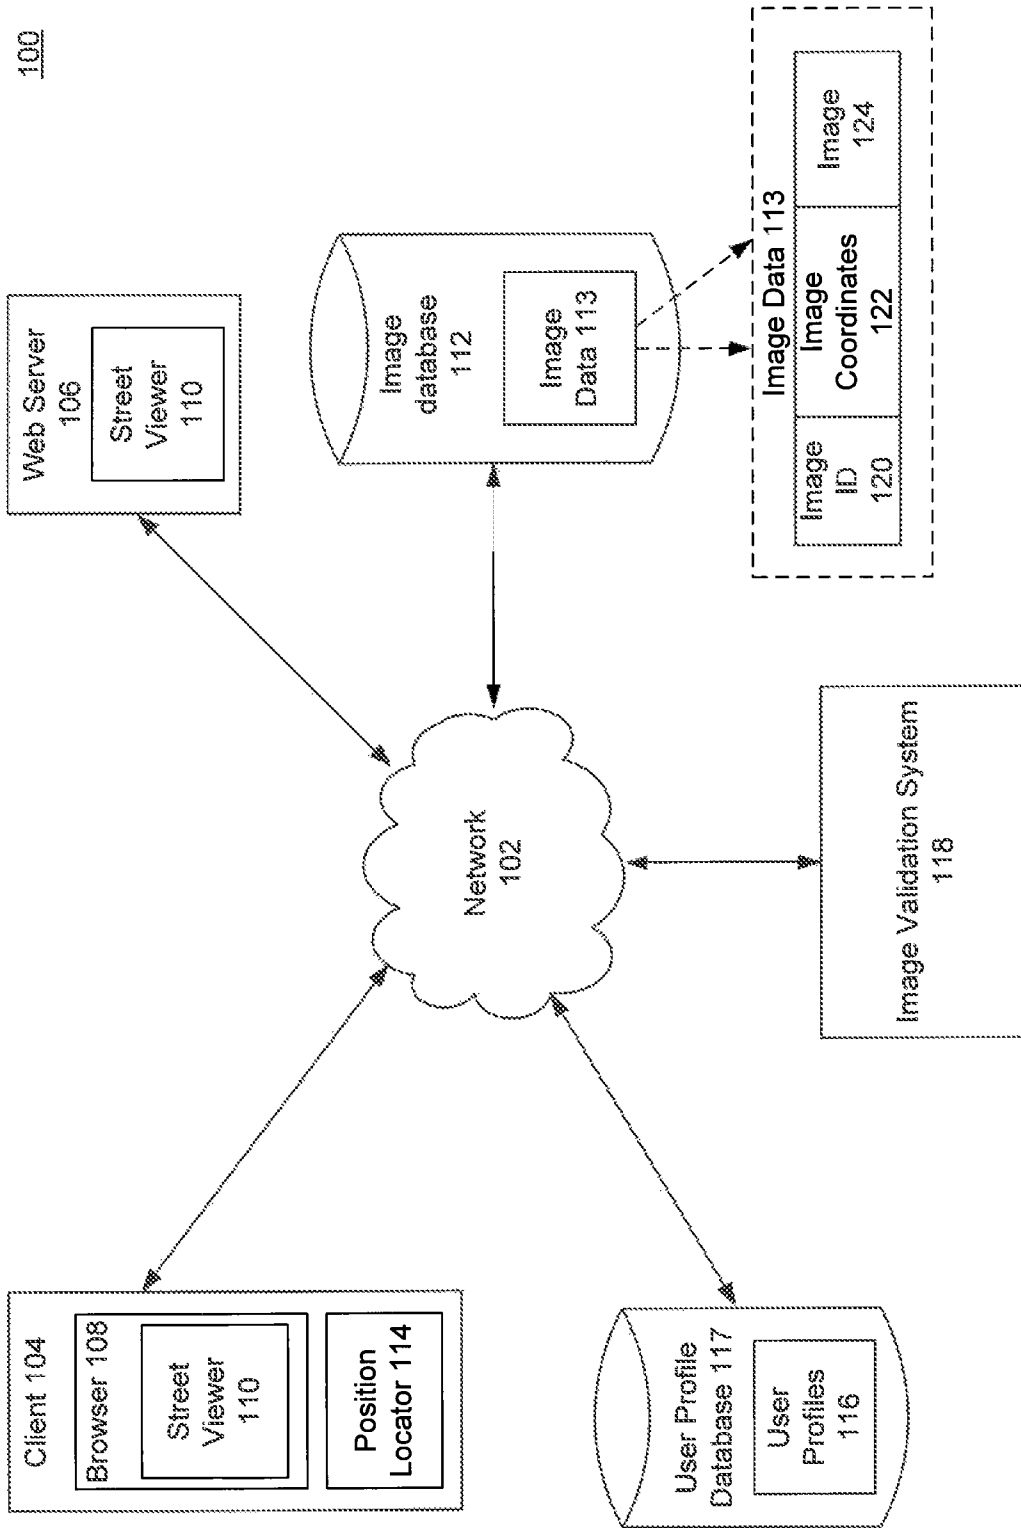 100
Client 104
Browser 108
Street
Viewer
110
Position
Locator 114
Web Server
106
Street
Viewer
110
Network
102
Image
database
112
Image
Data 113
User Profile
Database 117
User
Profiles
116
Image Validation System
118
Image Data 113
Image
ID
120
Image
Coordinates
122
Image
124